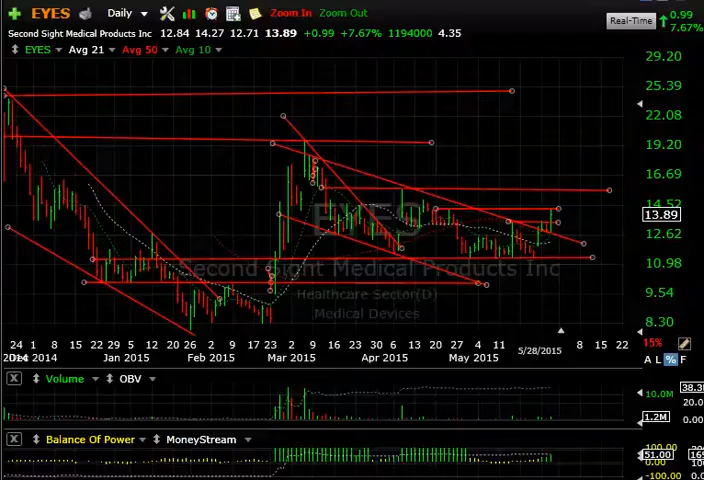 EYES Daily Zoom In Zoom Out Real-Time 0.99
7.67%
Second Sight Medical Products Inc 12.84 14.27 12.71 13.89 +0.99 +7.67% 1194000 4.35
EYES Avg 21 Avg 50 Avg 10
29.20
25.39
22.08
19.20
16.69
14.52
13.89
12.62
10.98
9.54
8.30
EYES
Second Sight Medical Products Inc
Healthcare Sector(D)
Medical Devices
24 8 15 22 29 5 12 20 26 2 9 17 23 2 9 16 23 30 6 13 20 27 4 11 8 15 22 15%
2014 Jan 2015 Feb 2015 Mar 2015 Apr 2015 May 2015 5/28/2015 A L % F
X Volume OBV
10.0M
1.2M
38.3
20.0
0.0
X Balance Of Power MoneyStream
100.00
51.00
0.00
-100.00